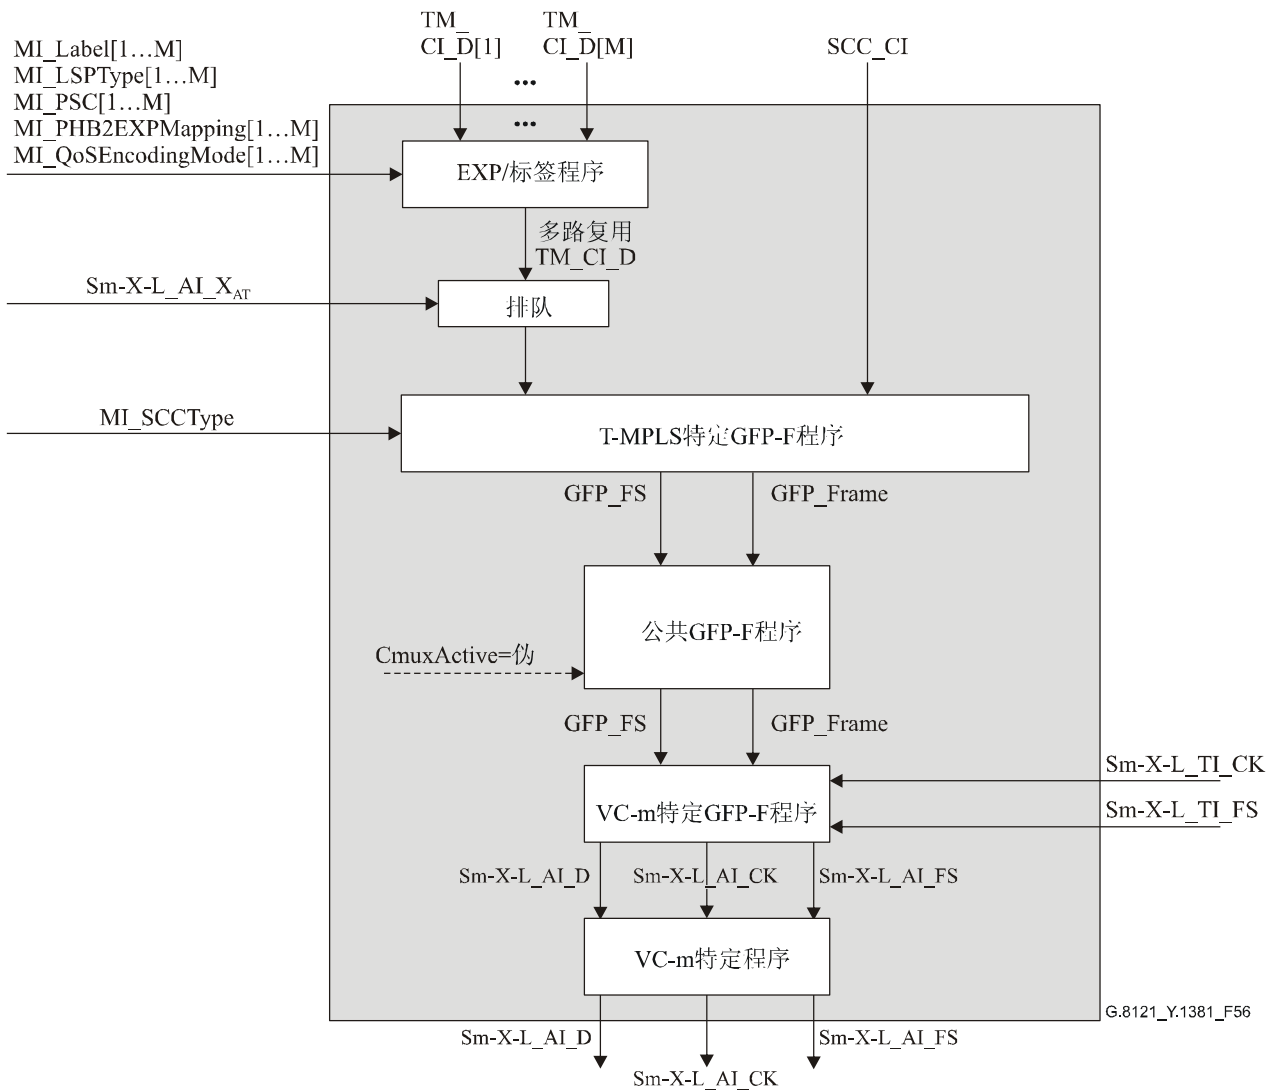 TM_
CI_D[1]
TM_
CI_D[M]
SCC_CI
MI_Label[1…M]
MI_LSPType[1…M]
MI_PSC[1…M]
MI_PHB2EXPMapping[1…M]
MI_QoSEncodingMode[1…M]
...
...
EXP/标签程序
多路复用
TM_CI_D
Sm-X-L_AI_X_AT
排队
MI_SCCType
T-MPLS特定GFP-F程序
GFP_FS
GFP_Frame
公共GFP-F程序
CmuxActive=伪
GFP_FS
GFP_Frame
Sm-X-L_TI_CK
VC-m特定GFP-F程序
Sm-X-L_TI_FS
Sm-X-L_AI_D
Sm-X-L_AI_CK
Sm-X-L_AI_FS
VC-m特定程序
G.8121_Y.1381_F56
Sm-X-L_AI_D
Sm-X-L_AI_FS
Sm-X-L_AI_CK